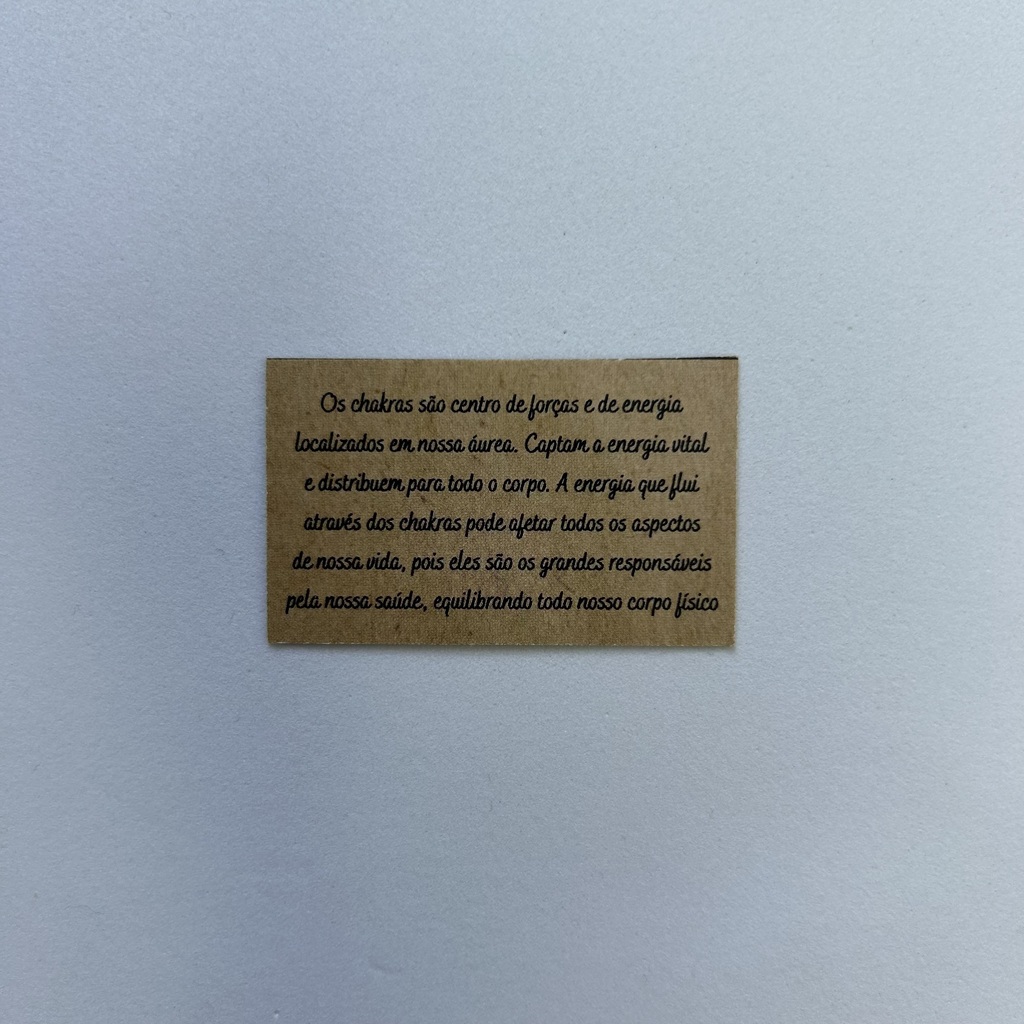 Os chakras são centro de forças e de energia
localizados em nossa áurea. Captam a energia vital
e distribuem para todo o corpo. A energia que flui
através dos chakras pode afetar todos os aspectos
de nossa vida, pois eles são os grandes responsáveis
pela nossa saúde, equilibrando todo nosso corpo físico